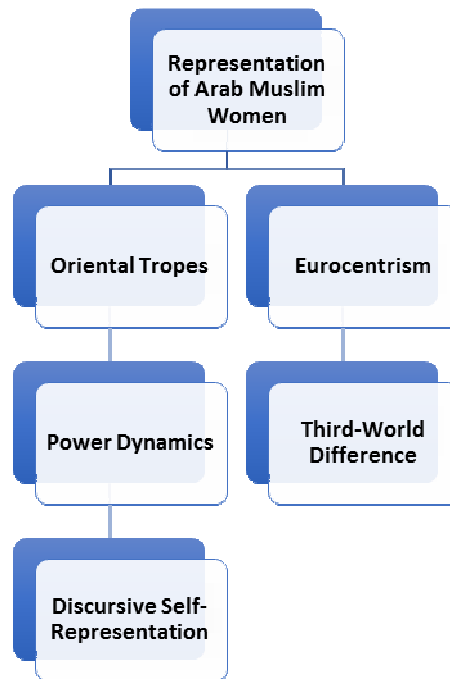 Representation
of Arab Muslim
Women
Oriental Tropes
Eurocentrism
Power Dynamics
Third-World
Difference
Discursive Self-
Representation